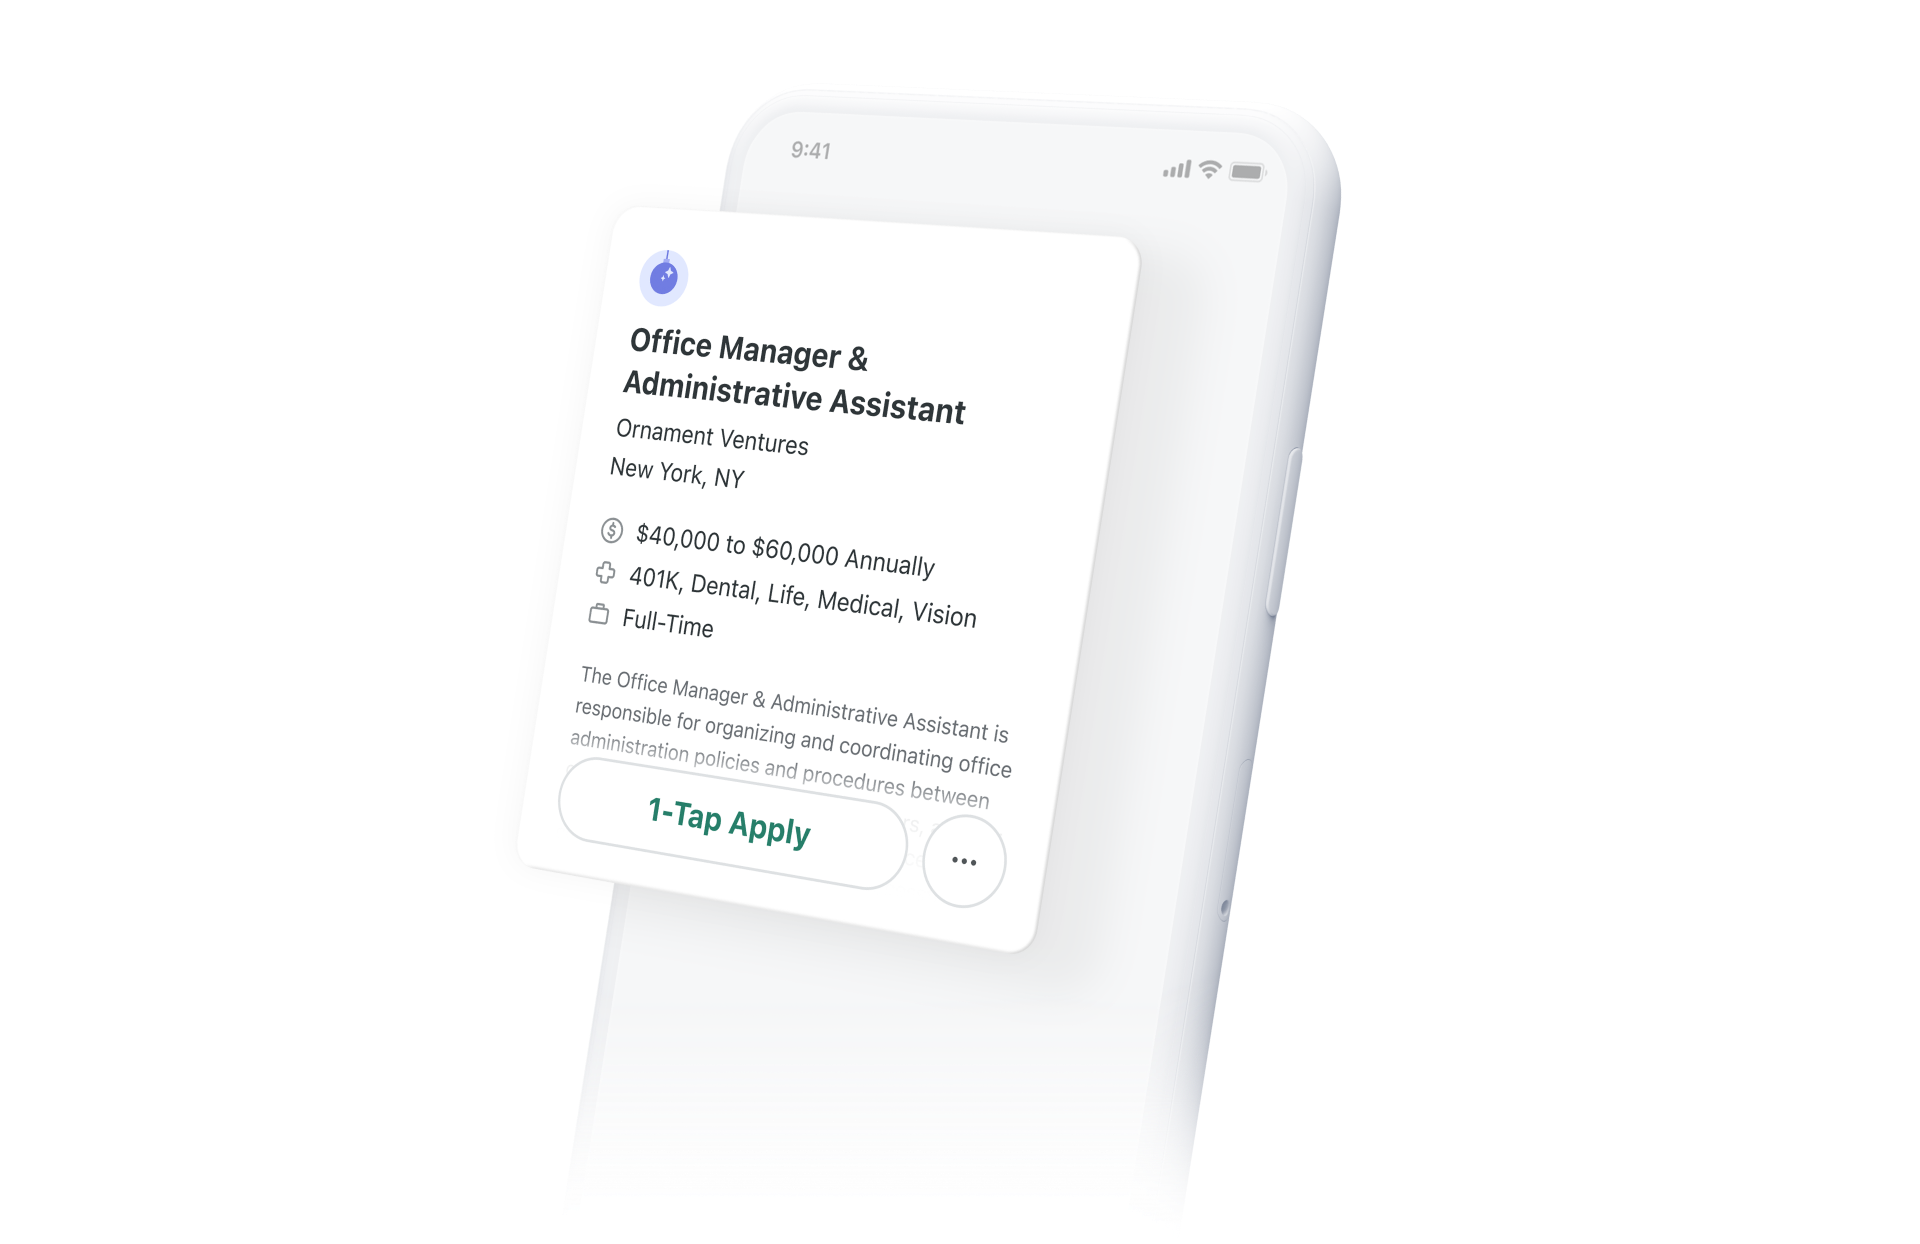 9:41
Office Manager &
Administrative Assistant
Ornament Ventures
New York, NY
$40,000 to $60,000 Annually
401K, Dental, Life, Medical, Vision
Full-Time
The Office Manager & Administrative Assistant is
responsible for organizing and coordinating office
administration policies and procedures between
1-Tap Apply